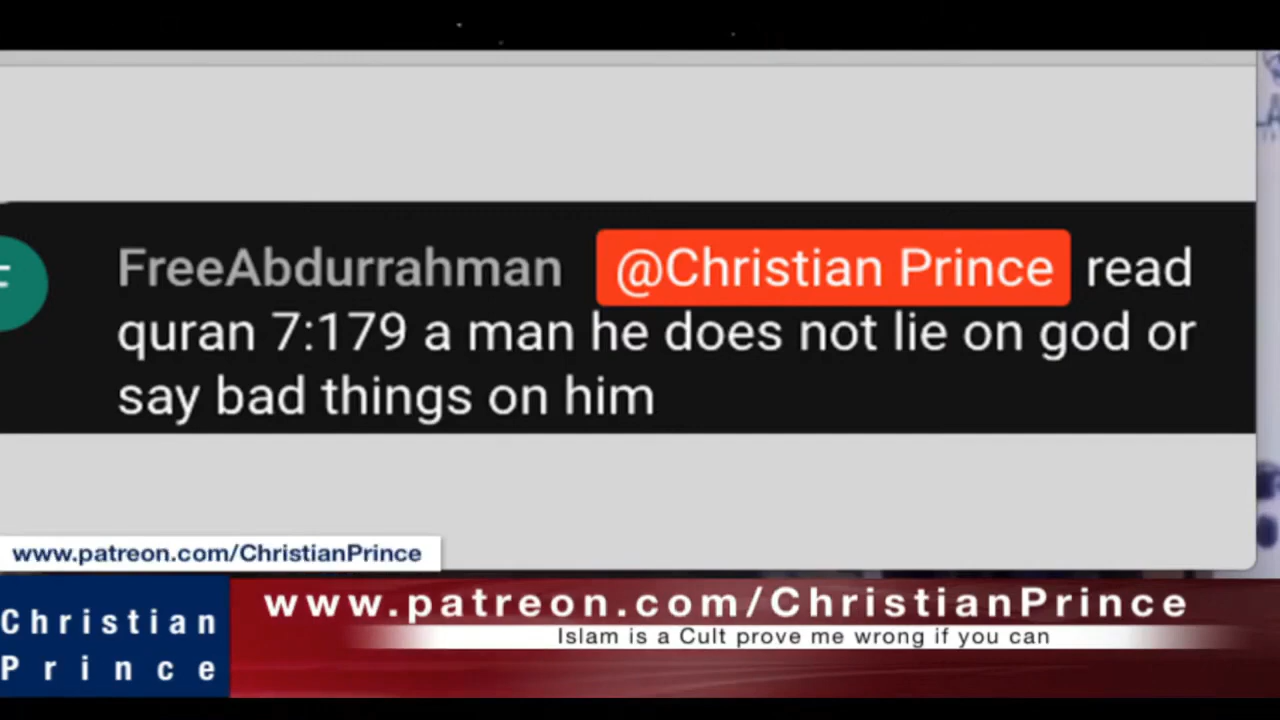 FreeAbdurrahman @Christian Prince read
quran 7:179 a man he does not lie on god or
say bad things on him
www.patreon.com/ChristianPrince
www.patreon.com/ChristianPrince
Islam is a Cult prove me wrong if you can
Christian
Prince